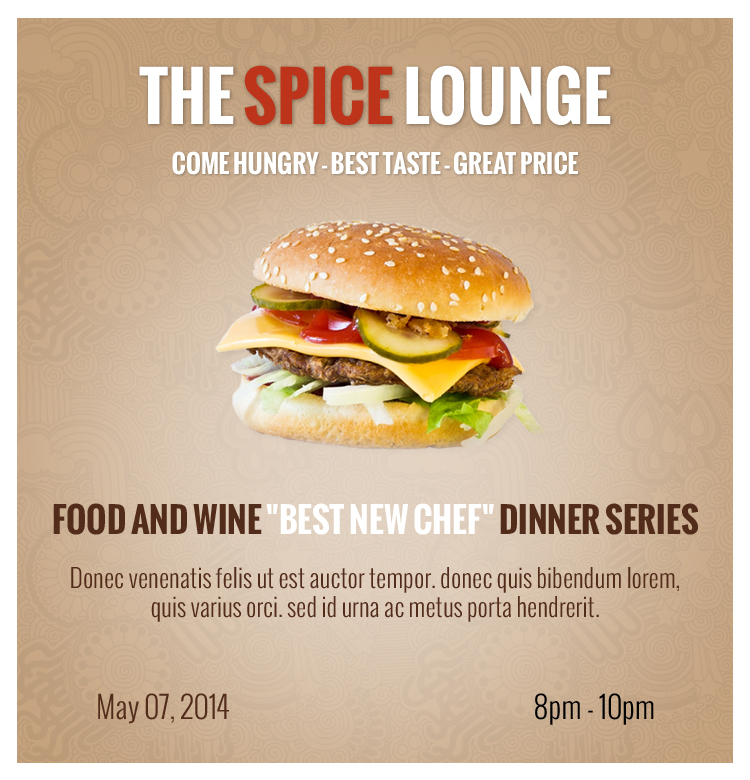 THE SPICE LOUNGE
COME HUNGRY - BEST TASTE - GREAT PRICE
FOOD AND WINE "BEST NEW CHEF" DINNER SERIES
Donec venenatis felis ut est auctor tempor. donec quis bibendum lorem,
quis varius orci. sed id urna ac metus porta hendrerit.
May 07, 2014
8pm - 10pm